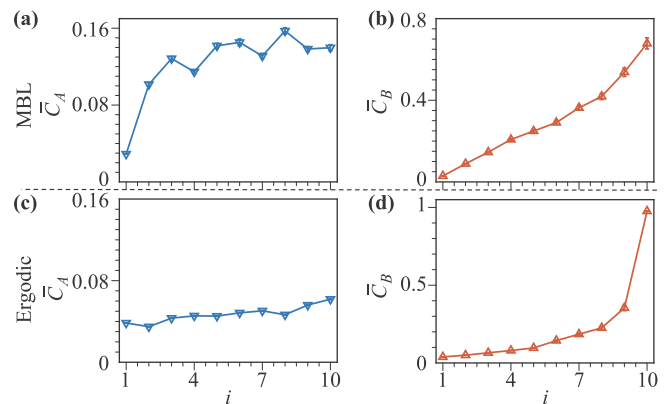 (a) (b)
0.16 0.8
MBL C̅_A 0.08 C̅_B 0.4
0 0
(c) (d)
0.16 1
Ergodic C̅_A 0.08 C̅_B 0.5
0 0
1 4 7 10 1 4 7 10
i i